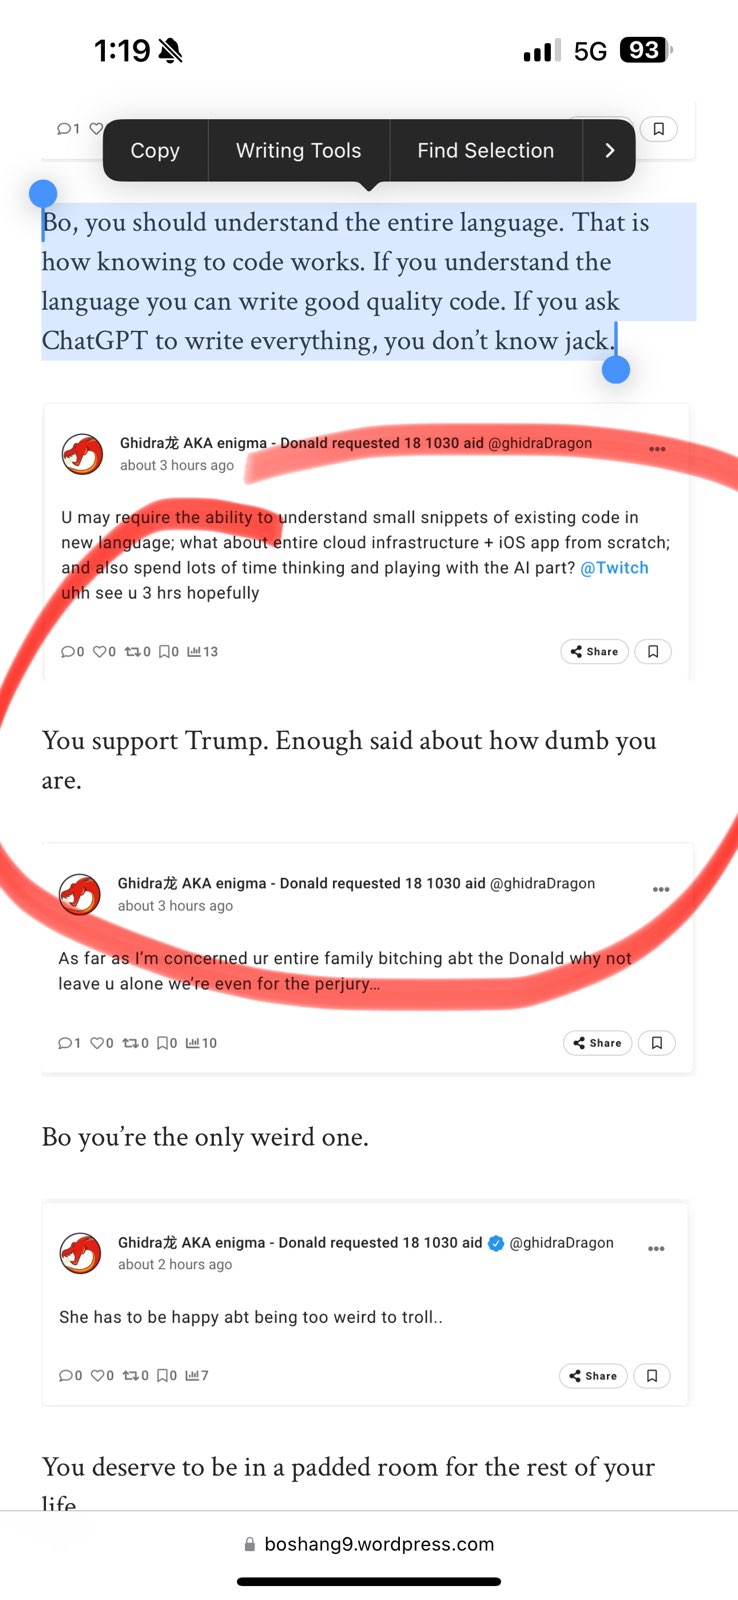 1:19 5G 93
1
Copy Writing Tools Find Selection
Bo, you should understand the entire language. That is
how knowing to code works. If you understand the
language you can write good quality code. If you ask
ChatGPT to write everything, you don’t know jack.
Ghidra龙 AKA enigma - Donald requested 18 1030 aid @ghidraDragon
about 3 hours ago
U may require the ability to understand small snippets of existing code in
new language; what about entire cloud infrastructure + iOS app from scratch;
and also spend lots of time thinking and playing with the AI part? @Twitch
uhh see u 3 hrs hopefully
0 0 0 0 13 Share
You support Trump. Enough said about how dumb you
are.
Ghidra龙 AKA enigma - Donald requested 18 1030 aid @ghidraDragon
about 3 hours ago
As far as I’m concerned ur entire family bitching abt the Donald why not
leave u alone we’re even for the perjury...
1 0 0 0 10 Share
Bo you’re the only weird one.
Ghidra龙 AKA enigma - Donald requested 18 1030 aid @ghidraDragon
about 2 hours ago
She has to be happy abt being too weird to troll..
0 0 0 0 7 Share
You deserve to be in a padded room for the rest of your
life
boshang9.wordpress.com